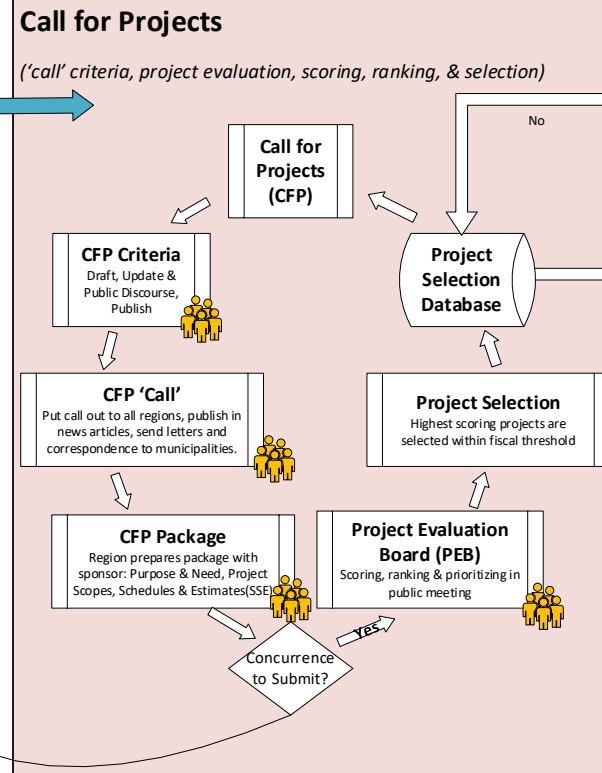 Call for Projects
(‘call’ criteria, project evaluation, scoring, ranking, & selection)
No
Call for
Projects
(CFP)
CFP Criteria
Draft, Update &
Public Discourse,
Publish
Project
Selection
Database
CFP ‘Call’
Put call out to all regions, publish in
news articles, send letters and
correspondence to municipalities.
Project Selection
Highest scoring projects are
selected within fiscal threshold
CFP Package
Region prepares package with
sponsor: Purpose & Need, Project
Scopes, Schedules & Estimates(SSE)
Project Evaluation
Board (PEB)
Scoring, ranking & prioritizing in
public meeting
Concurrence
to Submit?
Yes